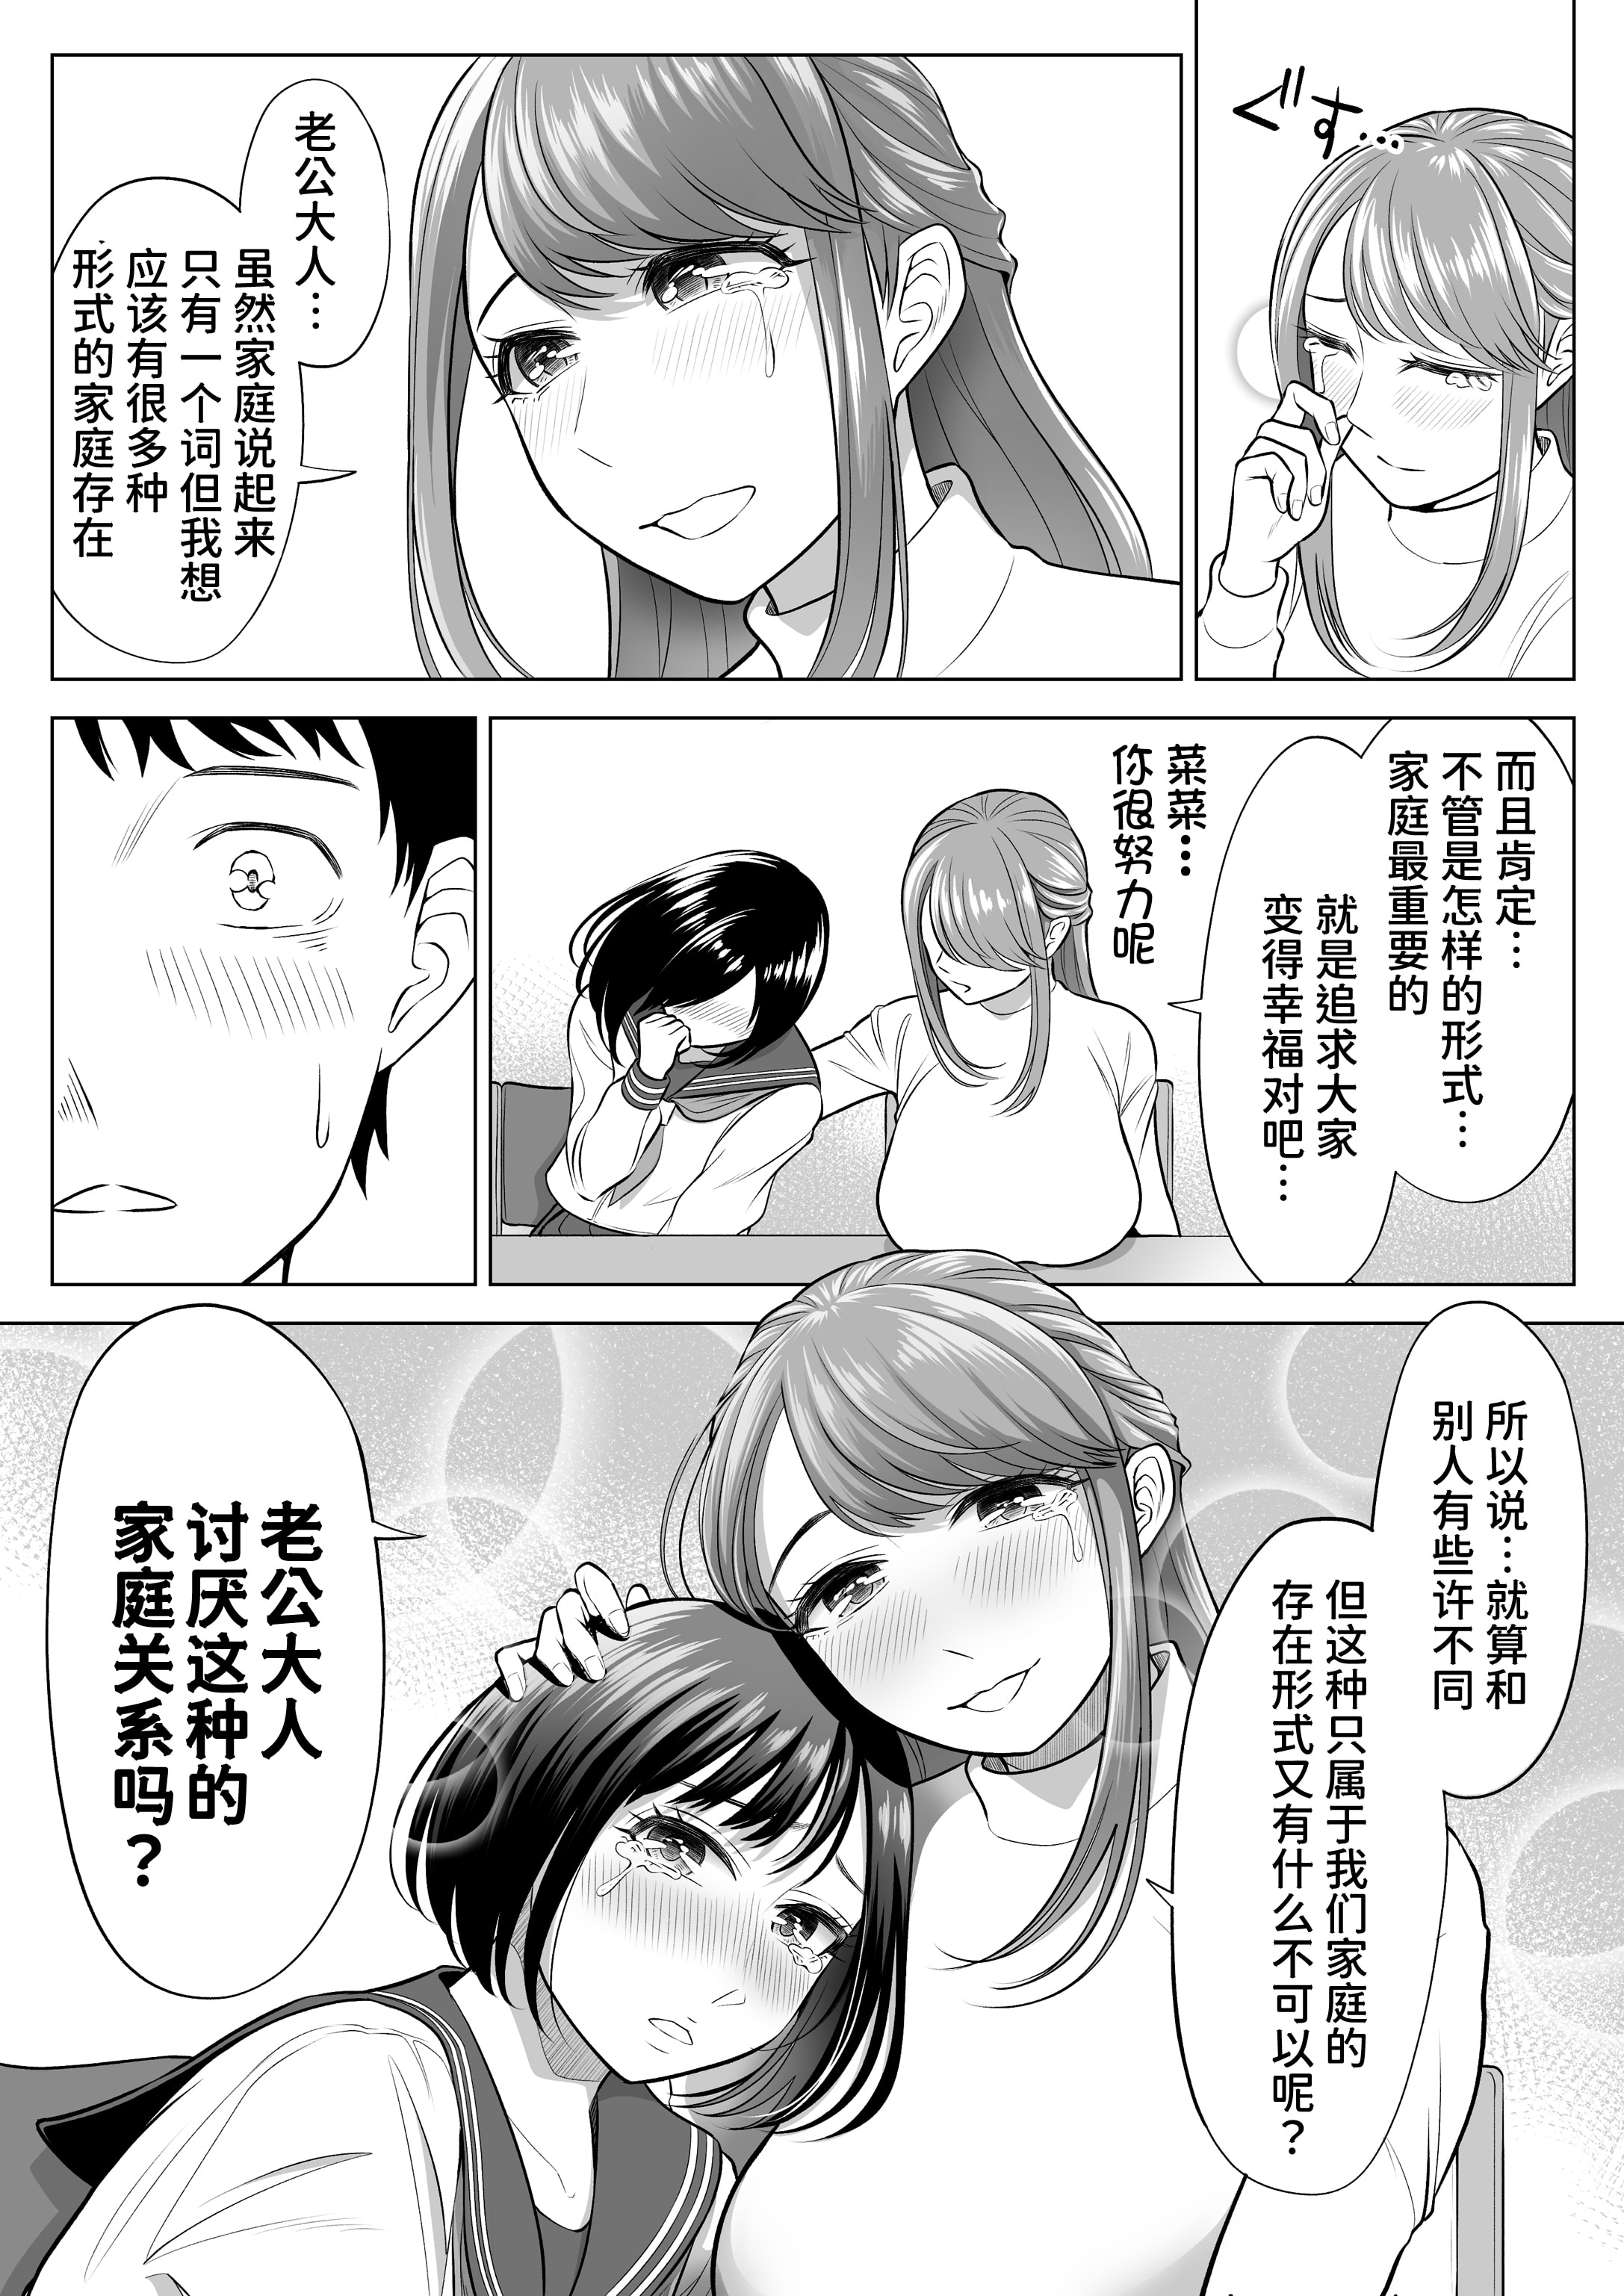 ぐすっ…
老公大人…
虽然家庭说起来
只有一个词但我想
应该有很多种
形式的家庭存在
而且肯定…
不管是怎样的形式…
家庭最重要的
就是追求大家
变得幸福对吧…
菜菜…
你很努力呢
所以说…就算和
别人有些许不同
但这种只属于我们家庭的
存在形式又有什么不可以呢？
老公大人
讨厌这种的
家庭关系吗？